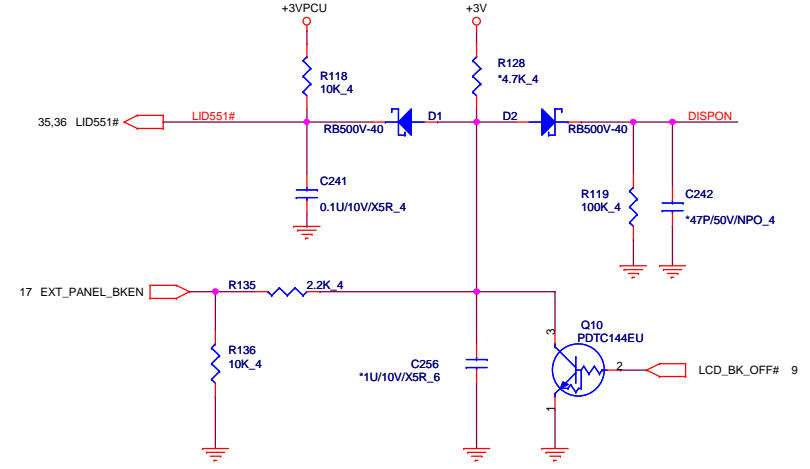 +3VPCU
+3V
R118
10K_4
R128
*4.7K_4
35,36 LID551#
LID551#
RB500V-40
D1
D2
RB500V-40
DISPON
C241
0.1U/10V/X5R_4
R119
100K_4
C242
*47P/50V/NPO_4
17 EXT_PANEL_BKEN
R135
2.2K_4
R136
10K_4
C256
*1U/10V/X5R_6
Q10
PDTC144EU
3
2
1
LCD_BK_OFF# 9